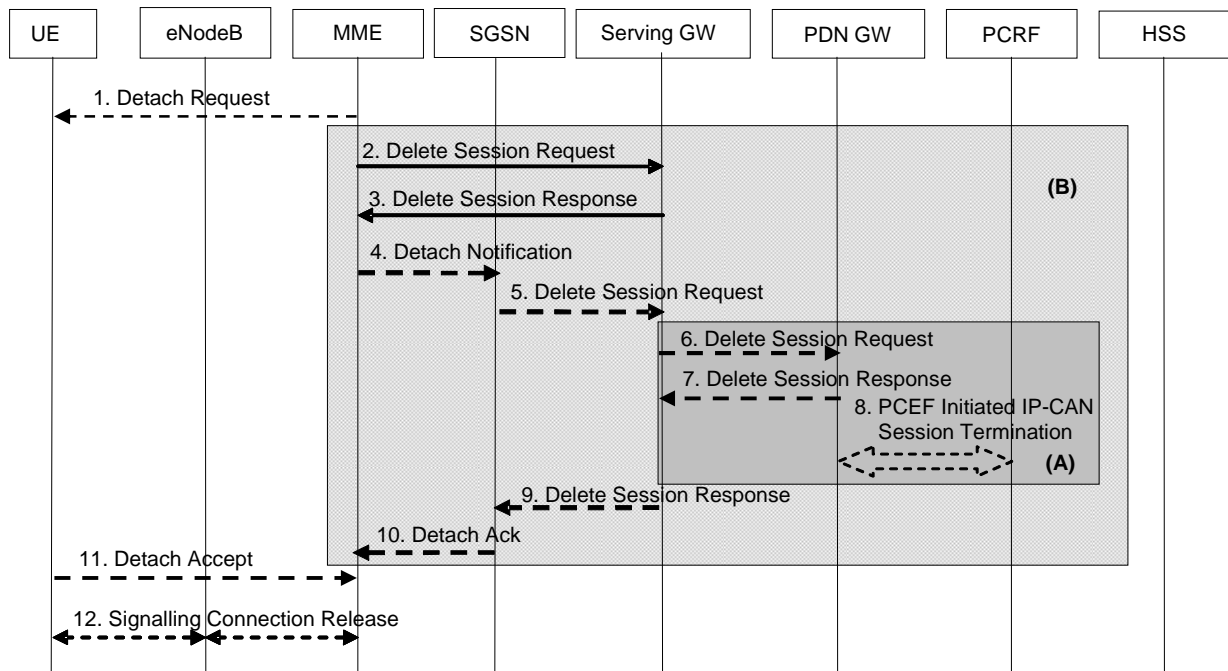 UE
eNodeB
MME
SGSN
Serving GW
PDN GW
PCRF
HSS
1. Detach Request
2. Delete Session Request
(B)
3. Delete Session Response
4. Detach Notification
5. Delete Session Request
6. Delete Session Request
7. Delete Session Response
8. PCEF Initiated IP-CAN
Session Termination
(A)
9. Delete Session Response
10. Detach Ack
11. Detach Accept
12. Signalling Connection Release